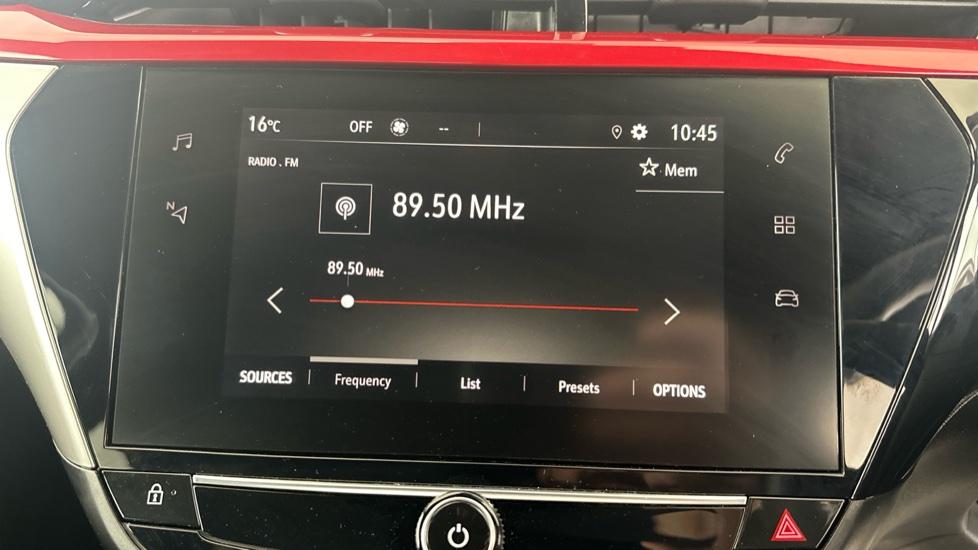 16°C OFF -- 10:45
RADIO . FM
Mem
89.50 MHz
N
89.50 MHz
SOURCES Frequency List Presets OPTIONS